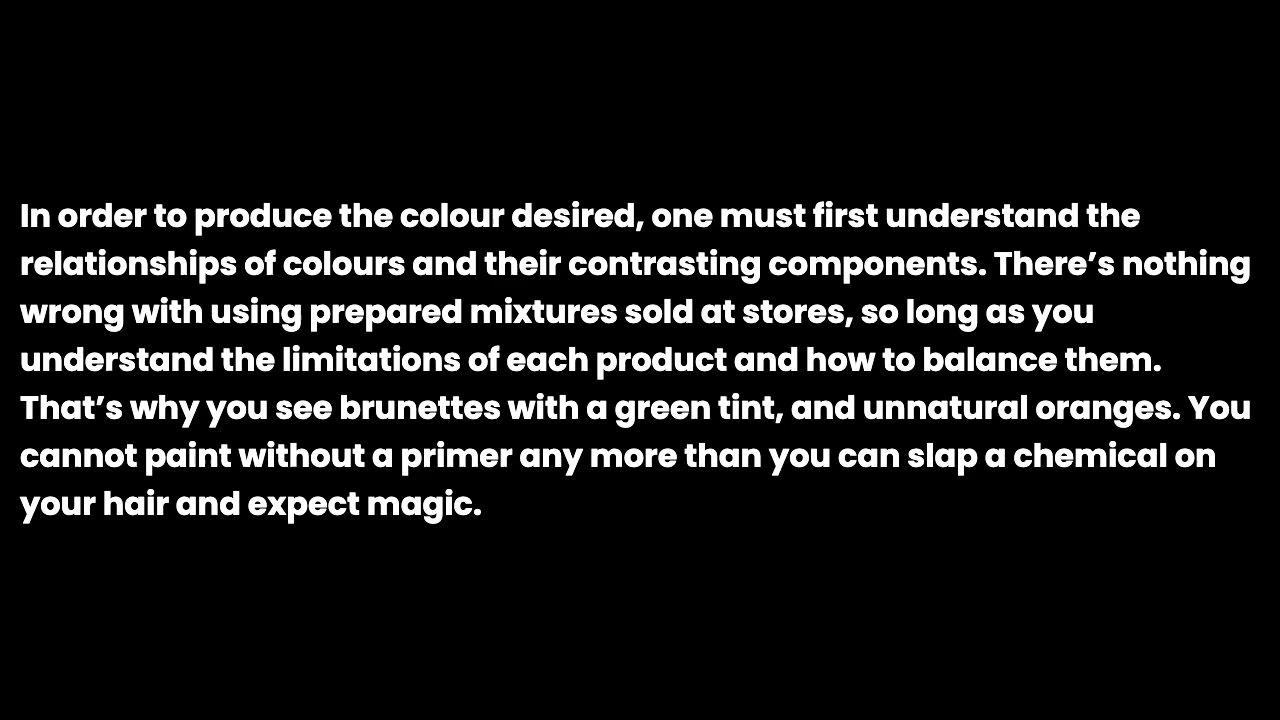 In order to produce the colour desired, one must first understand the
relationships of colours and their contrasting components. There’s nothing
wrong with using prepared mixtures sold at stores, so long as you
understand the limitations of each product and how to balance them.
That’s why you see brunettes with a green tint, and unnatural oranges. You
cannot paint without a primer any more than you can slap a chemical on
your hair and expect magic.